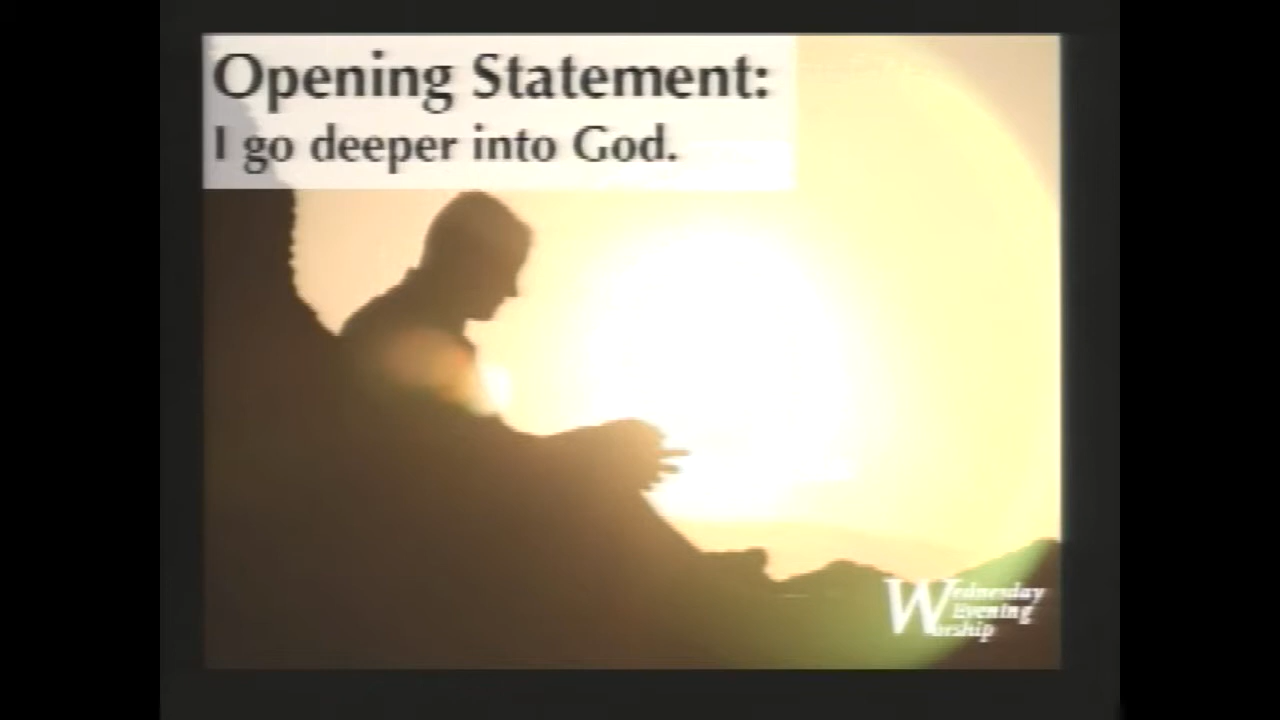 Opening Statement:
I go deeper into God.
Wednesday
Evening
Worship